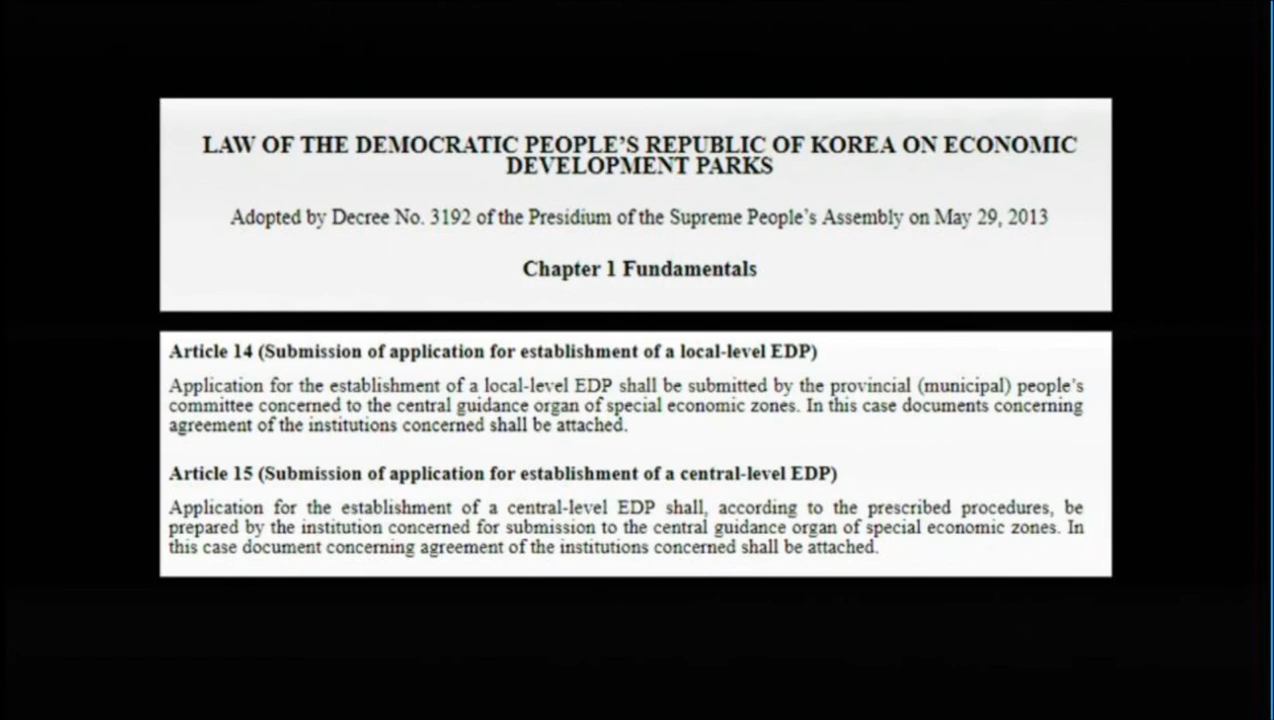 LAW OF THE DEMOCRATIC PEOPLE'S REPUBLIC OF KOREA ON ECONOMIC
DEVELOPMENT PARKS
Adopted by Decree No. 3192 of the Presidium of the Supreme People's Assembly on May 29, 2013
Chapter 1 Fundamentals
Article 14 (Submission of application for establishment of a local-level EDP)
Application for the establishment of a local-level EDP shall be submitted by the provincial (municipal) people's
committee concerned to the central guidance organ of special economic zones. In this case documents concerning
agreement of the institutions concerned shall be attached.
Article 15 (Submission of application for establishment of a central-level EDP)
Application for the establishment of a central-level EDP shall, according to the prescribed procedures, be
prepared by the institution concerned for submission to the central guidance organ of special economic zones. In
this case document concerning agreement of the institutions concerned shall be attached.